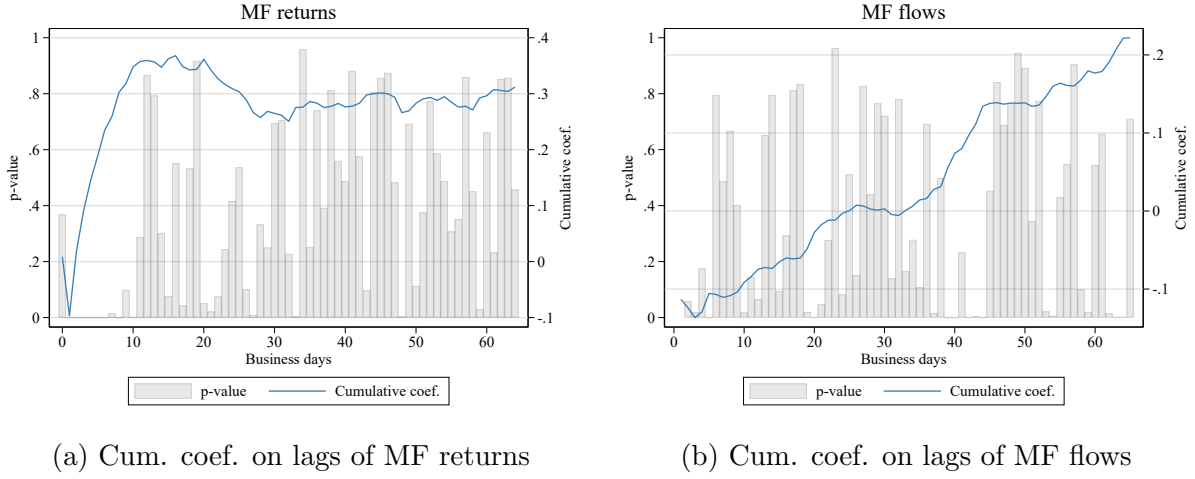 MF returns
1
.8
.6
.4
.2
0
p-value
.4
.3
.2
.1
0
-.1
Cumulative coef.
0 10 20 30 40 50 60
Business days
p-value Cumulative coef.
(a) Cum. coef. on lags of MF returns
MF flows
1
.8
.6
.4
.2
0
p-value
.2
.1
0
-.1
Cumulative coef.
0 10 20 30 40 50 60
Business days
p-value Cumulative coef.
(b) Cum. coef. on lags of MF flows